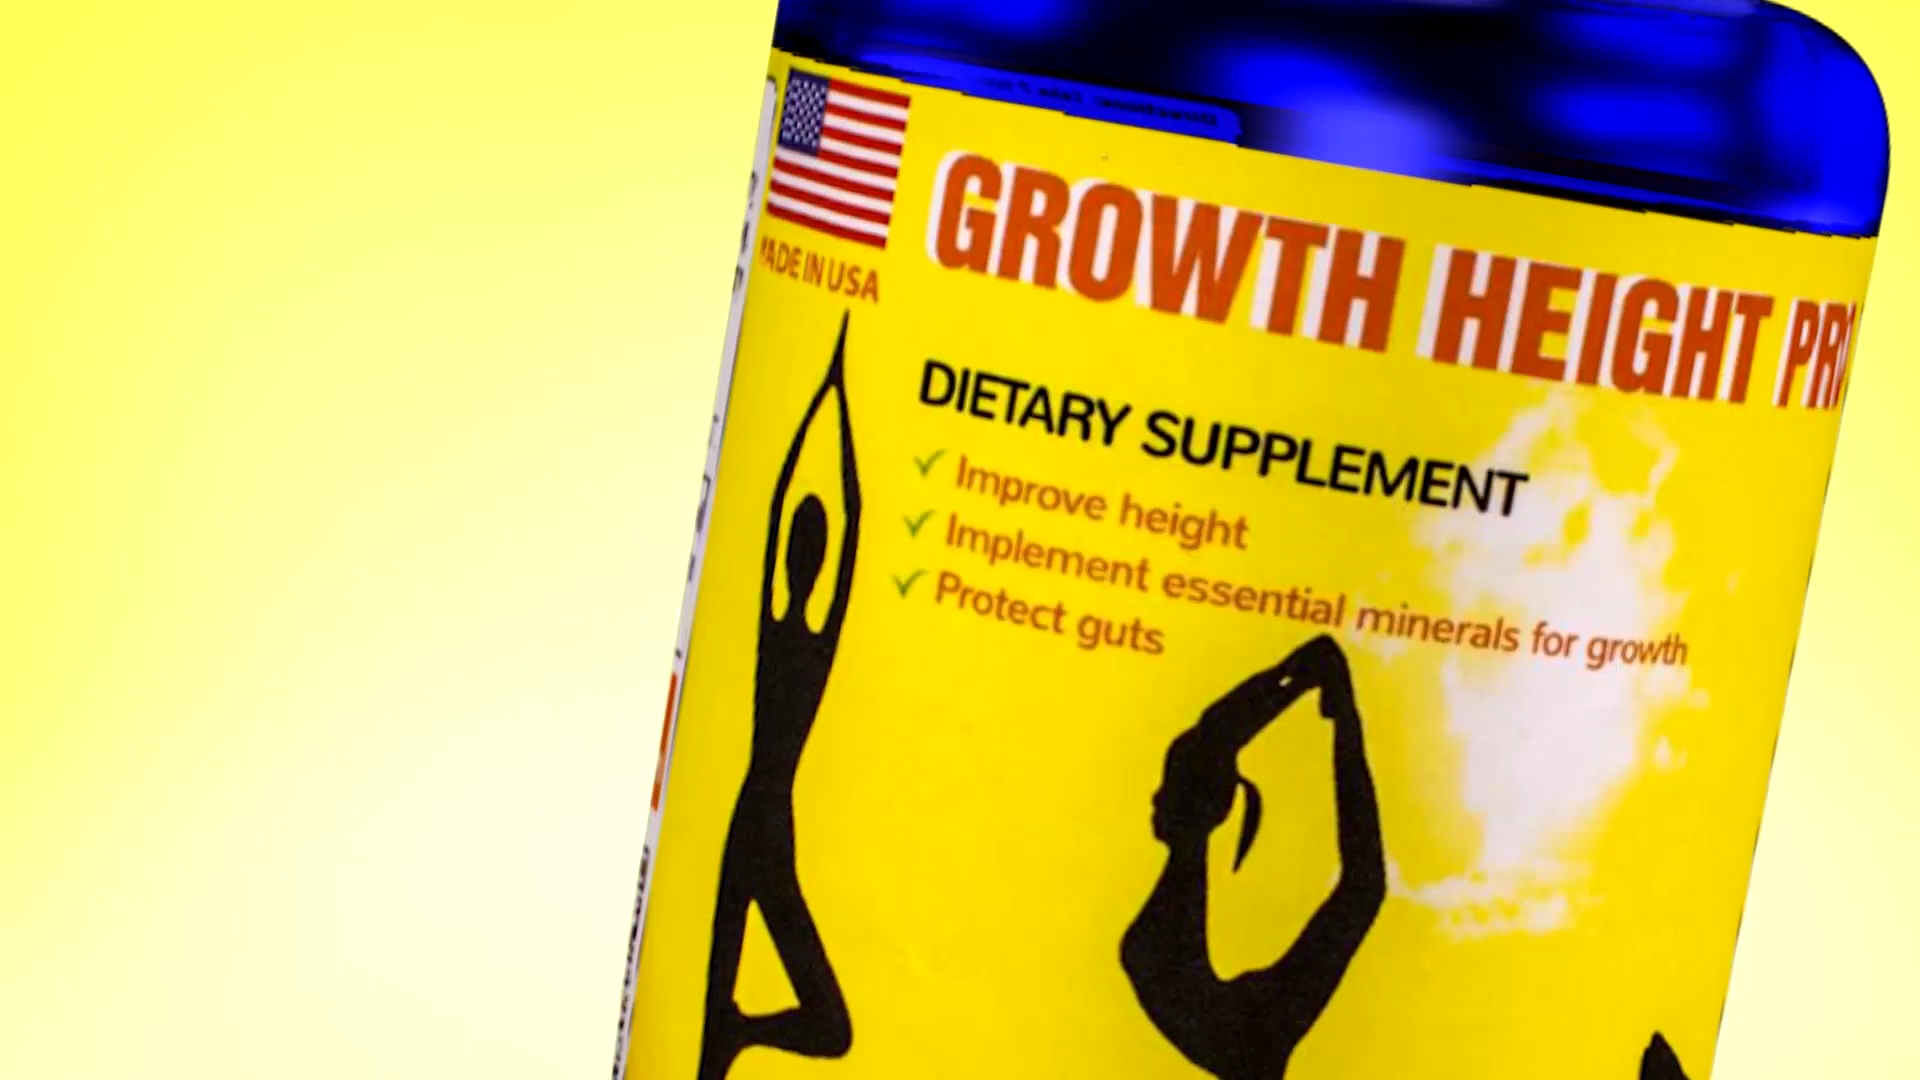 MADE IN USA
GROWTH HEIGHT
DIETARY SUPPLEMENT
✓ Improve height
✓ Implement essential minerals for growth
✓ Protect guts